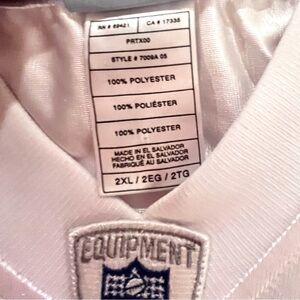 RN # 89421 CA # 17335
PRTX00
STYLE # 7009A 05
100% POLYESTER
100% POLIÉSTER
100% POLYESTER
MADE IN EL SALVADOR
HECHO EN EL SALVADOR
FABRIQUÉ AU SALVADOR
2XL / 2EG / 2TG
EQUIPMENT